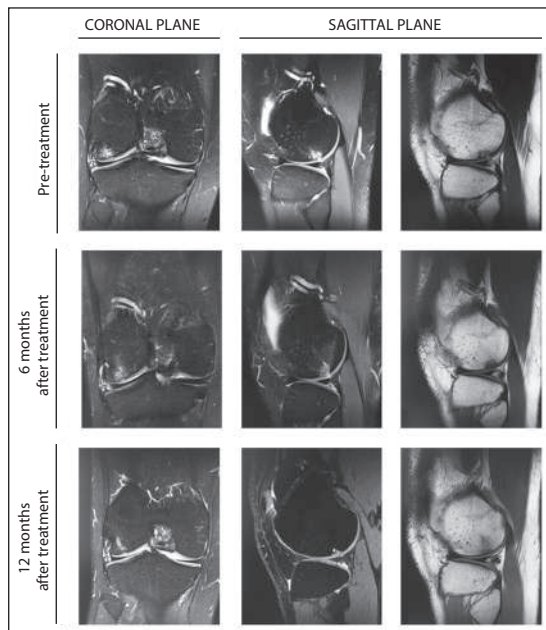 CORONAL PLANE
SAGITTAL PLANE
Pre-treatment
6 months
after treatment
12 months
after treatment